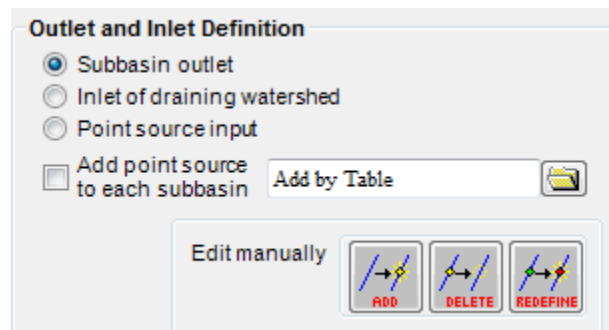 Outlet and Inlet Definition
Subbasin outlet
Inlet of draining watershed
Point source input
Add point source
to each subbasin
Add by Table
Edit manually
ADD
DELETE
REDEFINE